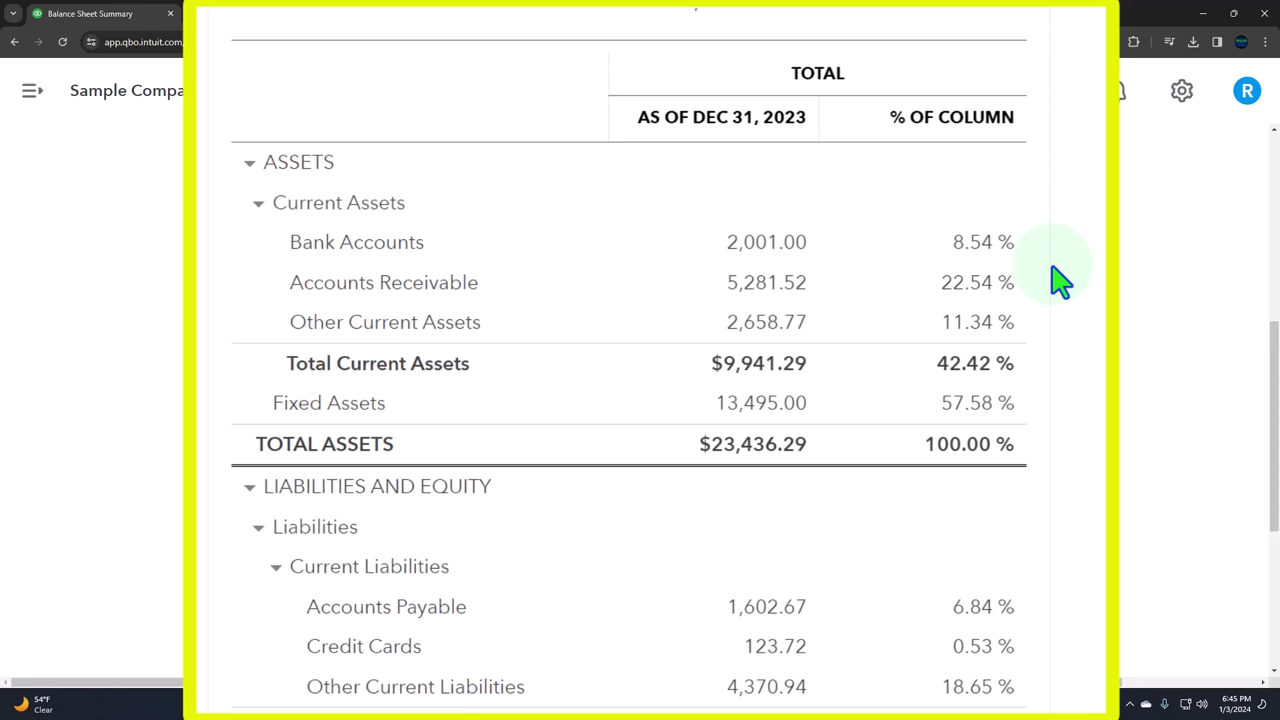 Balance Sheet Summary
app.qbo.intuit.com
Sample Compa
R
TOTAL
AS OF DEC 31, 2023 % OF COLUMN
ASSETS
Current Assets
Bank Accounts 2,001.00 8.54 %
Accounts Receivable 5,281.52 22.54 %
Other Current Assets 2,658.77 11.34 %
Total Current Assets $9,941.29 42.42 %
Fixed Assets 13,495.00 57.58 %
TOTAL ASSETS $23,436.29 100.00 %
LIABILITIES AND EQUITY
Liabilities
Current Liabilities
Accounts Payable 1,602.67 6.84 %
Credit Cards 123.72 0.53 %
Other Current Liabilities 4,370.94 18.65 %
54°F
Clear
6:45 PM
1/3/2024